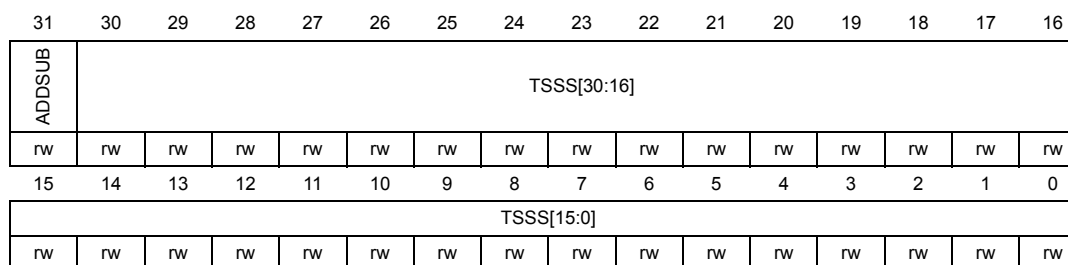 31 30 29 28 27 26 25 24 23 22 21 20 19 18 17 16
ADDSUB TSSS[30:16]
rw rw rw rw rw rw rw rw rw rw rw rw rw rw rw rw
15 14 13 12 11 10 9 8 7 6 5 4 3 2 1 0
TSSS[15:0]
rw rw rw rw rw rw rw rw rw rw rw rw rw rw rw rw